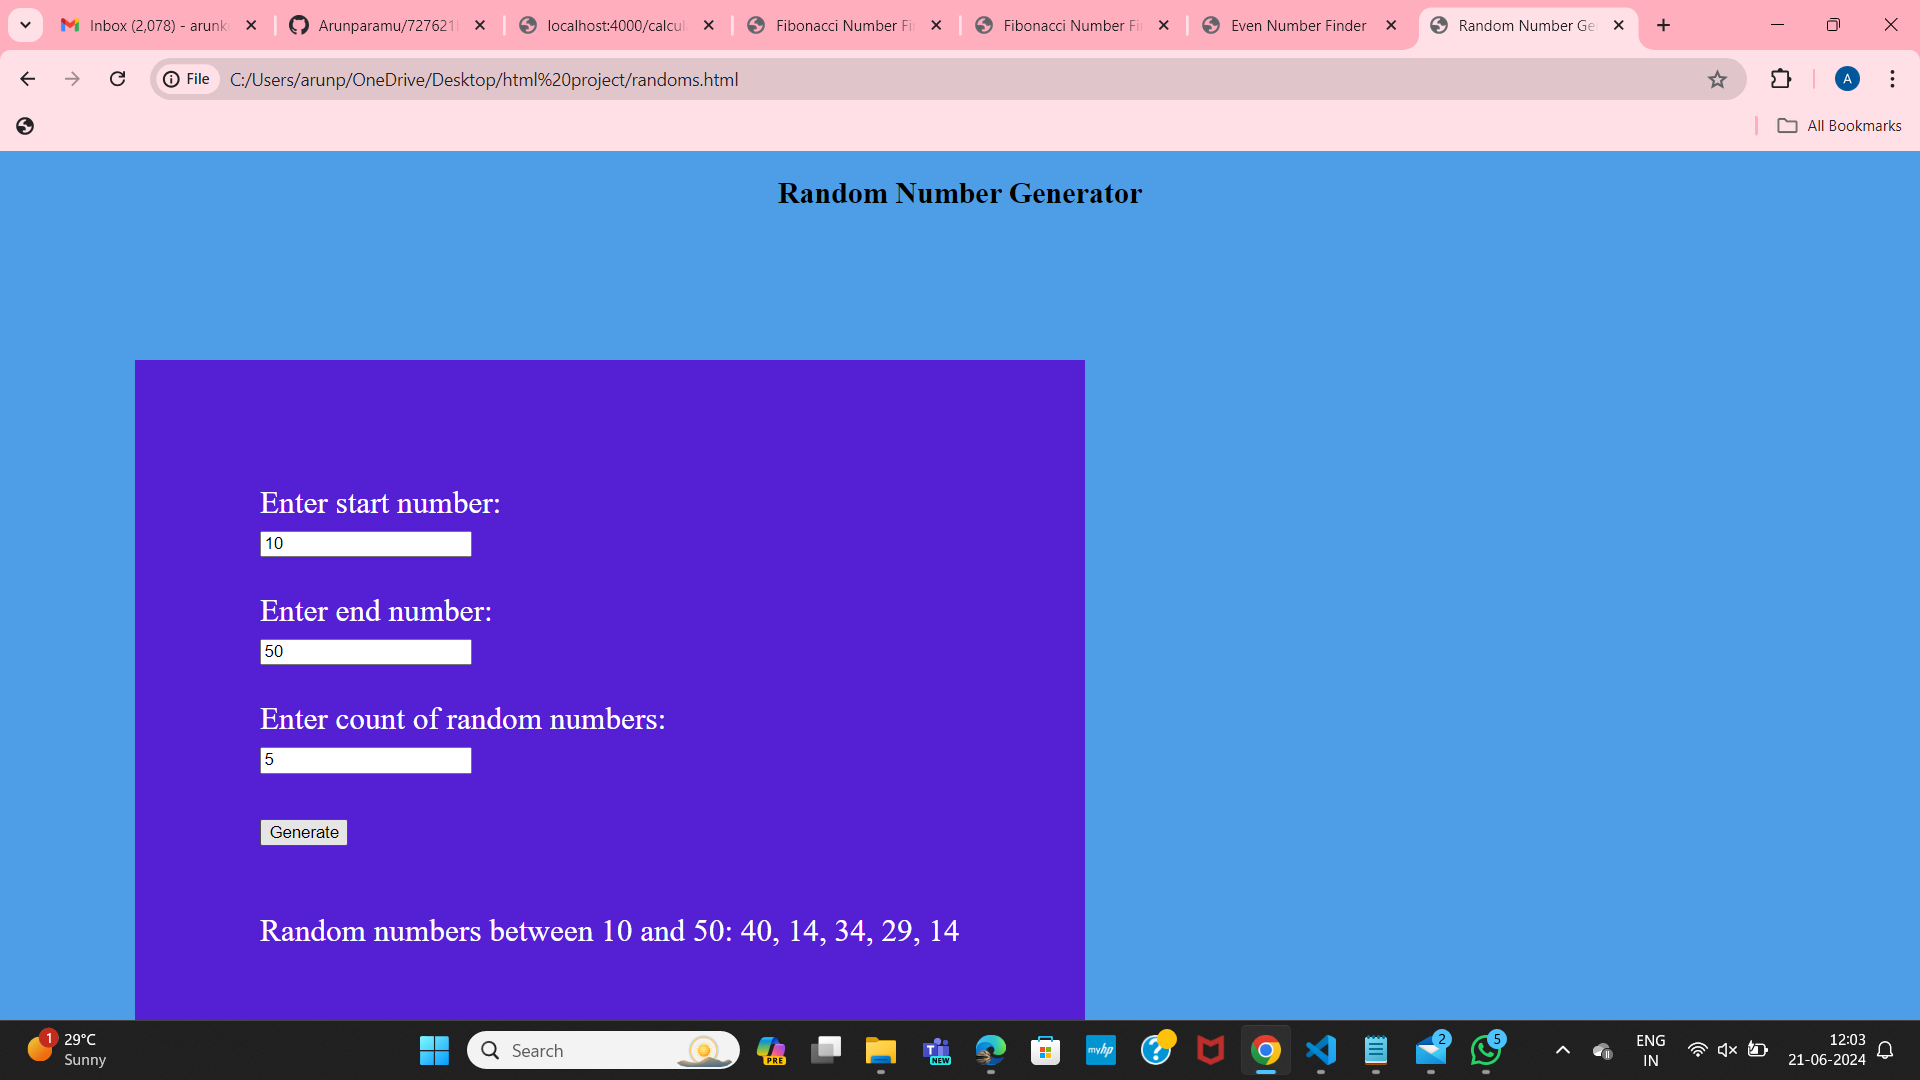 Inbox (2,078) - arunk
Arunparamu/727621
localhost:4000/calcul
Fibonacci Number Fi
Fibonacci Number Fi
Even Number Finder
Random Number Ge
File
C:/Users/arunp/OneDrive/Desktop/html%20project/randoms.html
A
All Bookmarks
Random Number Generator
Enter start number:
10
Enter end number:
50
Enter count of random numbers:
5
Generate
Random numbers between 10 and 50: 40, 14, 34, 29, 14
1
29°C
Sunny
Search
PRE
NEW
myhp
?
2
5
ENG
IN
12:03
21-06-2024